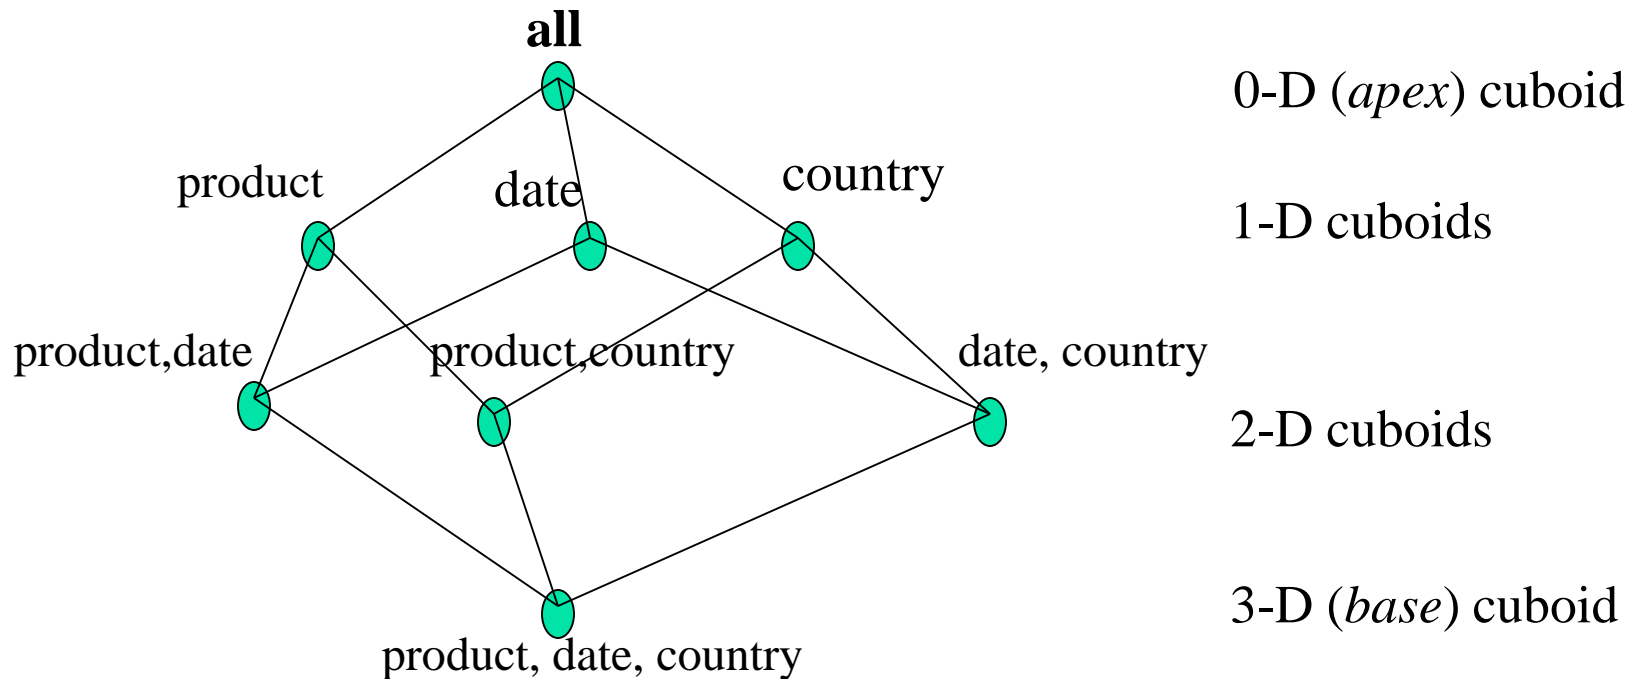 all
0-D (apex) cuboid
product
date
country
1-D cuboids
product,date
product,country
date, country
2-D cuboids
3-D (base) cuboid
product, date, country